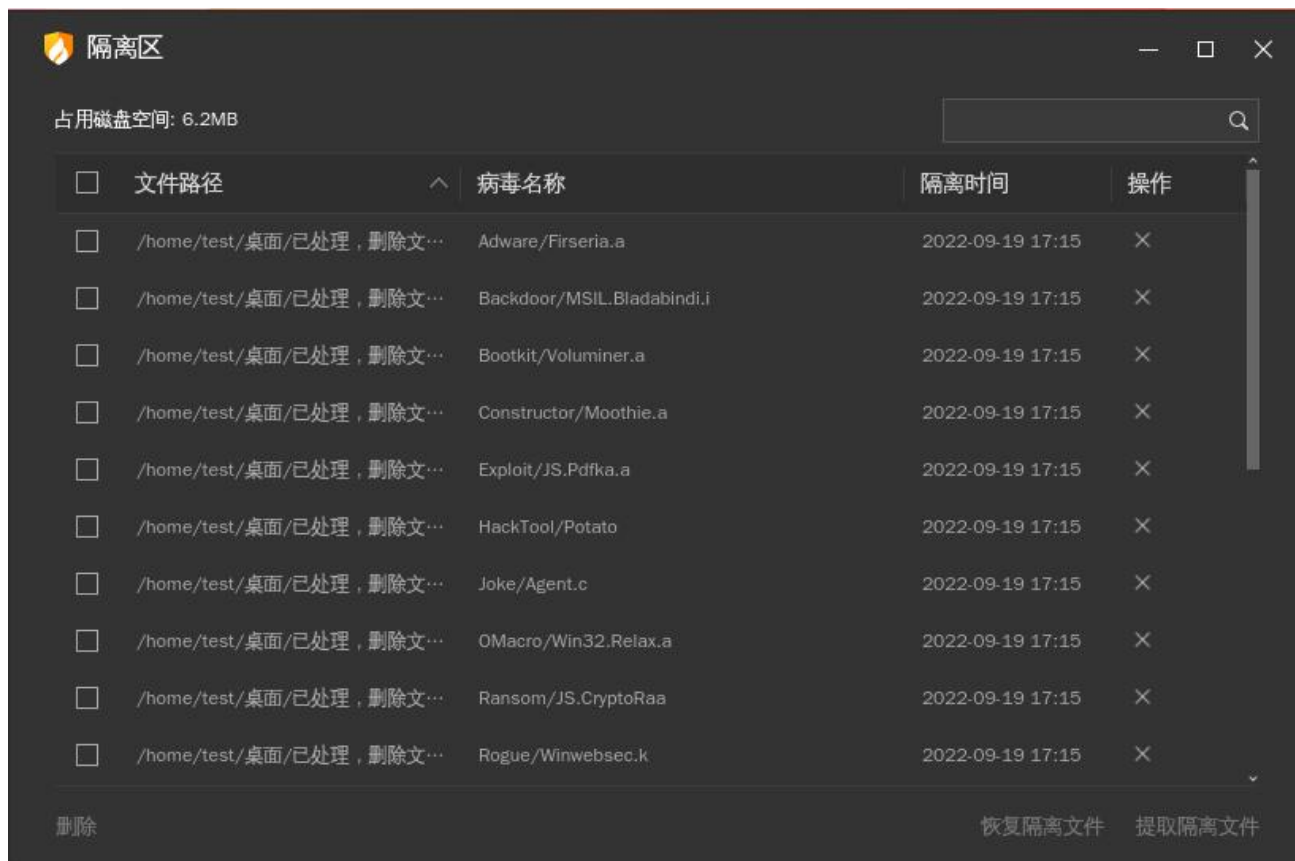 隔离区
占用磁盘空间: 6.2MB
文件路径 病毒名称 隔离时间 操作
/home/test/桌面/已处理，删除文… Adware/Firseria.a 2022-09-19 17:15
/home/test/桌面/已处理，删除文… Backdoor/MSIL.Bladabindi.i 2022-09-19 17:15
/home/test/桌面/已处理，删除文… Bootkit/Voluminer.a 2022-09-19 17:15
/home/test/桌面/已处理，删除文… Constructor/Moothie.a 2022-09-19 17:15
/home/test/桌面/已处理，删除文… Exploit/JS.Pdfka.a 2022-09-19 17:15
/home/test/桌面/已处理，删除文… HackTool/Potato 2022-09-19 17:15
/home/test/桌面/已处理，删除文… Joke/Agent.c 2022-09-19 17:15
/home/test/桌面/已处理，删除文… OMacro/Win32.Relax.a 2022-09-19 17:15
/home/test/桌面/已处理，删除文… Ransom/JS.CryptoRaa 2022-09-19 17:15
/home/test/桌面/已处理，删除文… Rogue/Winwebsec.k 2022-09-19 17:15
删除 恢复隔离文件 提取隔离文件